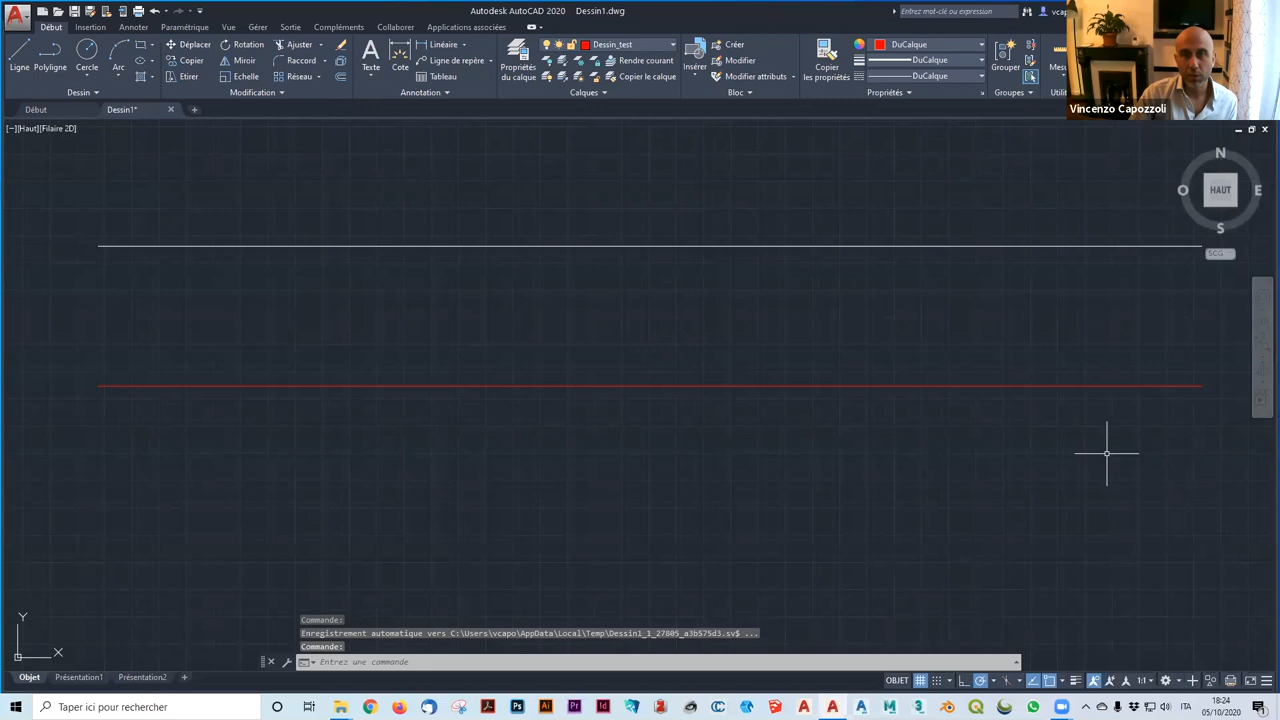 Autodesk AutoCAD 2020 Dessin1.dwg
Entrez mot-clé ou expression
Début Insertion Annoter Paramétrique Vue Gérer Sortie Compléments Collaborer Applications associées
Ligne Polyligne Cercle Arc
Déplacer Rotation Ajuster
Copier Miroir Raccord
Etirer Echelle Réseau
Texte Cote
Linéaire
Ligne de repère
Tableau
Propriétés du calque
Dessin_test
Rendre courant
Copier le calque
Insérer
Créer
Modifier
Modifier attributs
Copier les propriétés
DuCalque
DuCalque
DuCalque
Grouper
Dessin Modification Annotation Calques Bloc Propriétés Groupes
Vincenzo Capozzoli
Début Dessin1*
[−][Haut][Filaire 2D]
N
O HAUT E
S
SCG
Y
X
Commande:
Enregistrement automatique vers C:\Users\vcapo\AppData\Local\Temp\Dessin1_1_27805_a3b575d3.sv$ ...
Commande:
Entrez une commande
Objet Présentation1 Présentation2
OBJET 1:1
Taper ici pour rechercher
ITA
18:24
05/10/2020